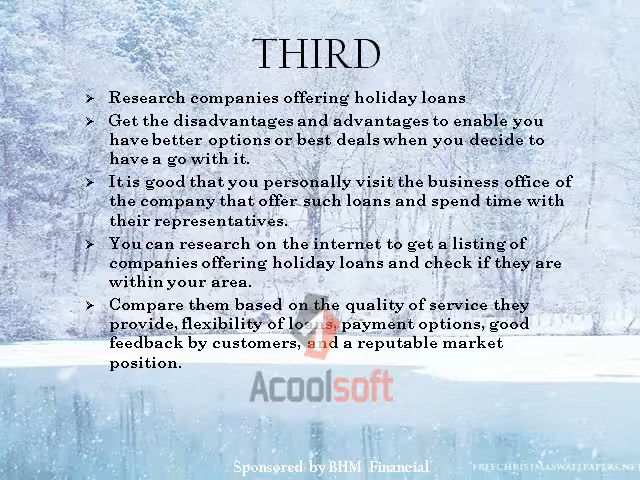 THIRD
➢ Research companies offering holiday loans
➢ Get the disadvantages and advantages to enable you
have better options or best deals when you decide to
have a go with it.
➢ It is good that you personally visit the business office of
the company that offer such loans and spend time with
their representatives.
➢ You can research on the internet to get a listing of
companies offering holiday loans and check if they are
within your area.
➢ Compare them based on the quality of service they
provide, flexibility of loans, payment options, good
feedback by customers, and a reputable market
position.
Acoolsoft
Sponsored by BHM Financial
FREECHRISTMASWALLPAPERS.NET